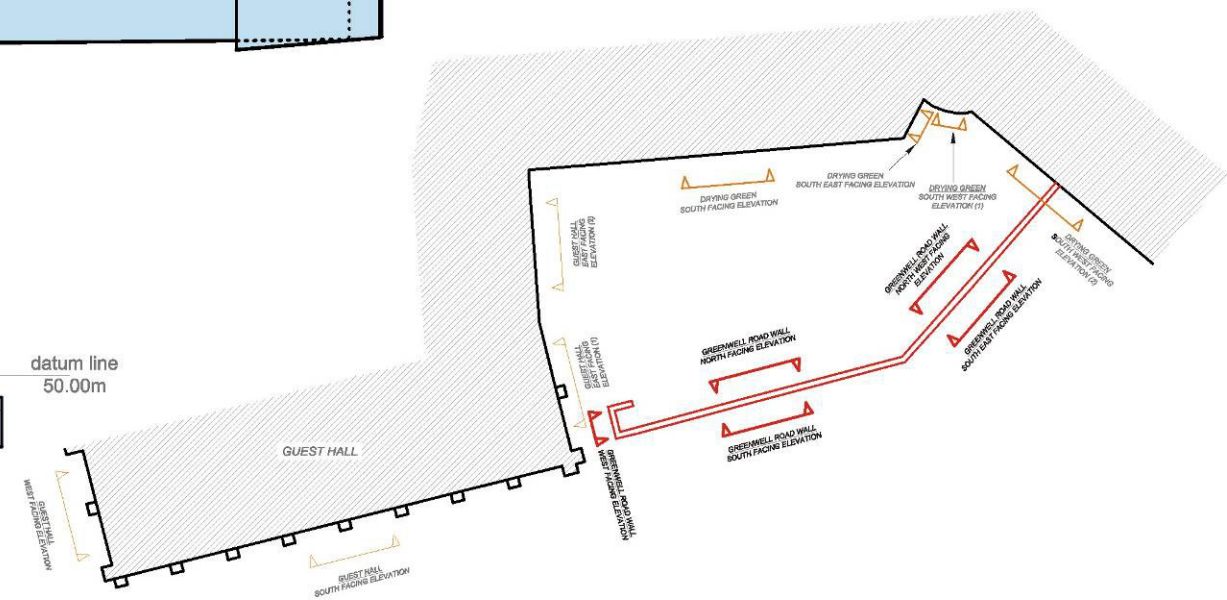 DRYING GREEN
SOUTH EAST FACING ELEVATION
DRYING GREEN
SOUTH WEST FACING
ELEVATION (1)
DRYING GREEN
SOUTH FACING ELEVATION
DRYING GREEN
SOUTH WEST FACING
ELEVATION (2)
GUEST HALL
EAST FACING
ELEVATION (2)
GREENWELL ROAD WALL
NORTH WEST FACING
ELEVATION
GREENWELL ROAD WALL
SOUTH EAST FACING
ELEVATION
GREENWELL ROAD WALL
NORTH FACING ELEVATION
GUEST HALL
EAST FACING
ELEVATION (1)
datum line
50.00m
GREENWELL ROAD WALL
SOUTH FACING ELEVATION
GUEST HALL
GREENWELL ROAD WALL
WEST FACING ELEVATION
GUEST HALL
WEST FACING ELEVATION
GUEST HALL
SOUTH FACING ELEVATION